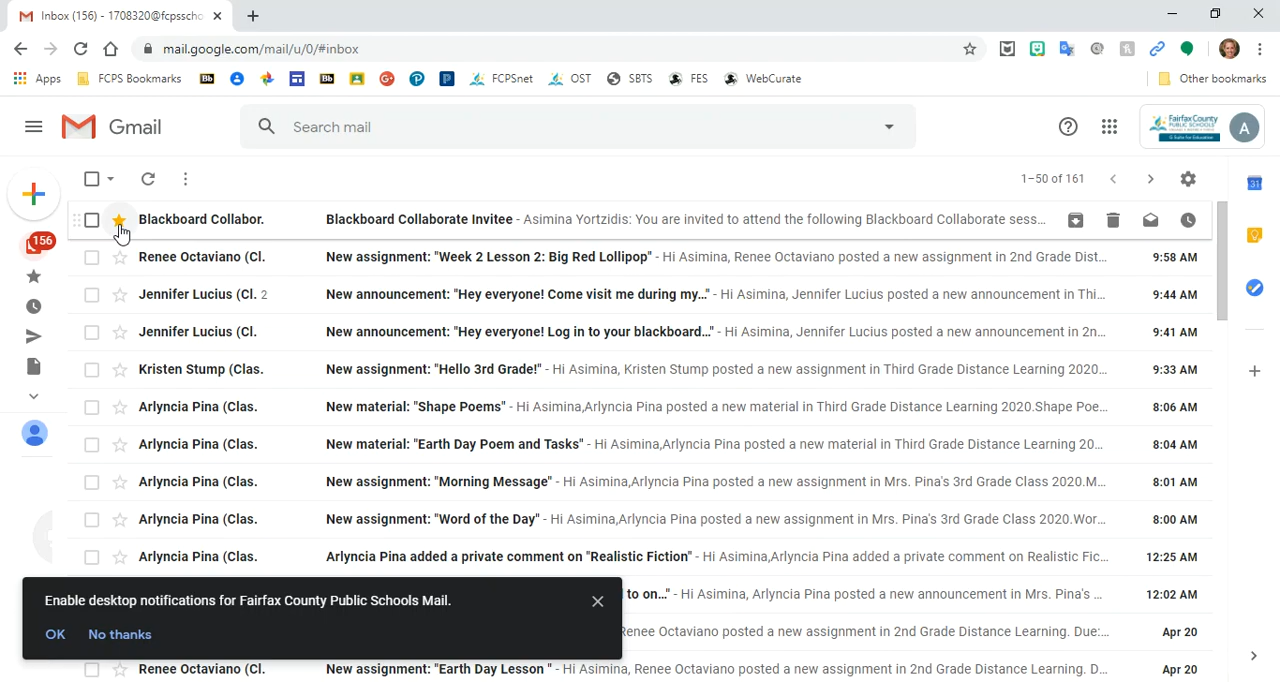 Inbox (156) - 1708320@fcpsscho
mail.google.com/mail/u/0/#inbox
Apps FCPS Bookmarks Bb Bb FCPSnet OST SBTS FES WebCurate Other bookmarks
Gmail Search mail Fairfax County PUBLIC SCHOOLS A
1–50 of 161
31
Blackboard Collabor. Blackboard Collaborate Invitee - Asimina Yortzidis: You are invited to attend the following Blackboard Collaborate sess...
156
Renee Octaviano (Cl. New assignment: "Week 2 Lesson 2: Big Red Lollipop" - Hi Asimina, Renee Octaviano posted a new assignment in 2nd Grade Dist... 9:58 AM
Jennifer Lucius (Cl. 2 New announcement: "Hey everyone! Come visit me during my..." - Hi Asimina, Jennifer Lucius posted a new announcement in Thi... 9:44 AM
Jennifer Lucius (Cl. New announcement: "Hey everyone! Log in to your blackboard..." - Hi Asimina, Jennifer Lucius posted a new announcement in 2n... 9:41 AM
Kristen Stump (Clas. New assignment: "Hello 3rd Grade!" - Hi Asimina, Kristen Stump posted a new assignment in Third Grade Distance Learning 2020... 9:33 AM
Arlyncia Pina (Clas. New material: "Shape Poems" - Hi Asimina,Arlyncia Pina posted a new material in Third Grade Distance Learning 2020.Shape Poe... 8:06 AM
Arlyncia Pina (Clas. New material: "Earth Day Poem and Tasks" - Hi Asimina,Arlyncia Pina posted a new material in Third Grade Distance Learning 20... 8:04 AM
Arlyncia Pina (Clas. New assignment: "Morning Message" - Hi Asimina,Arlyncia Pina posted a new assignment in Mrs. Pina's 3rd Grade Class 2020.M... 8:01 AM
Arlyncia Pina (Clas. New assignment: "Word of the Day" - Hi Asimina,Arlyncia Pina posted a new assignment in Mrs. Pina's 3rd Grade Class 2020.Wor... 8:00 AM
Arlyncia Pina (Clas. Arlyncia Pina added a private comment on "Realistic Fiction" - Hi Asimina,Arlyncia Pina added a private comment on Realistic Fic... 12:25 AM
to on..." - Hi Asimina, Arlyncia Pina posted a new announcement in Mrs. Pina's ... 12:02 AM
Enable desktop notifications for Fairfax County Public Schools Mail.
OK No thanks
Renee Octaviano posted a new assignment in 2nd Grade Distance Learning. Due:... Apr 20
Renee Octaviano (Cl. New assignment: "Earth Day Lesson " - Hi Asimina, Renee Octaviano posted a new assignment in 2nd Grade Distance Learning. D... Apr 20